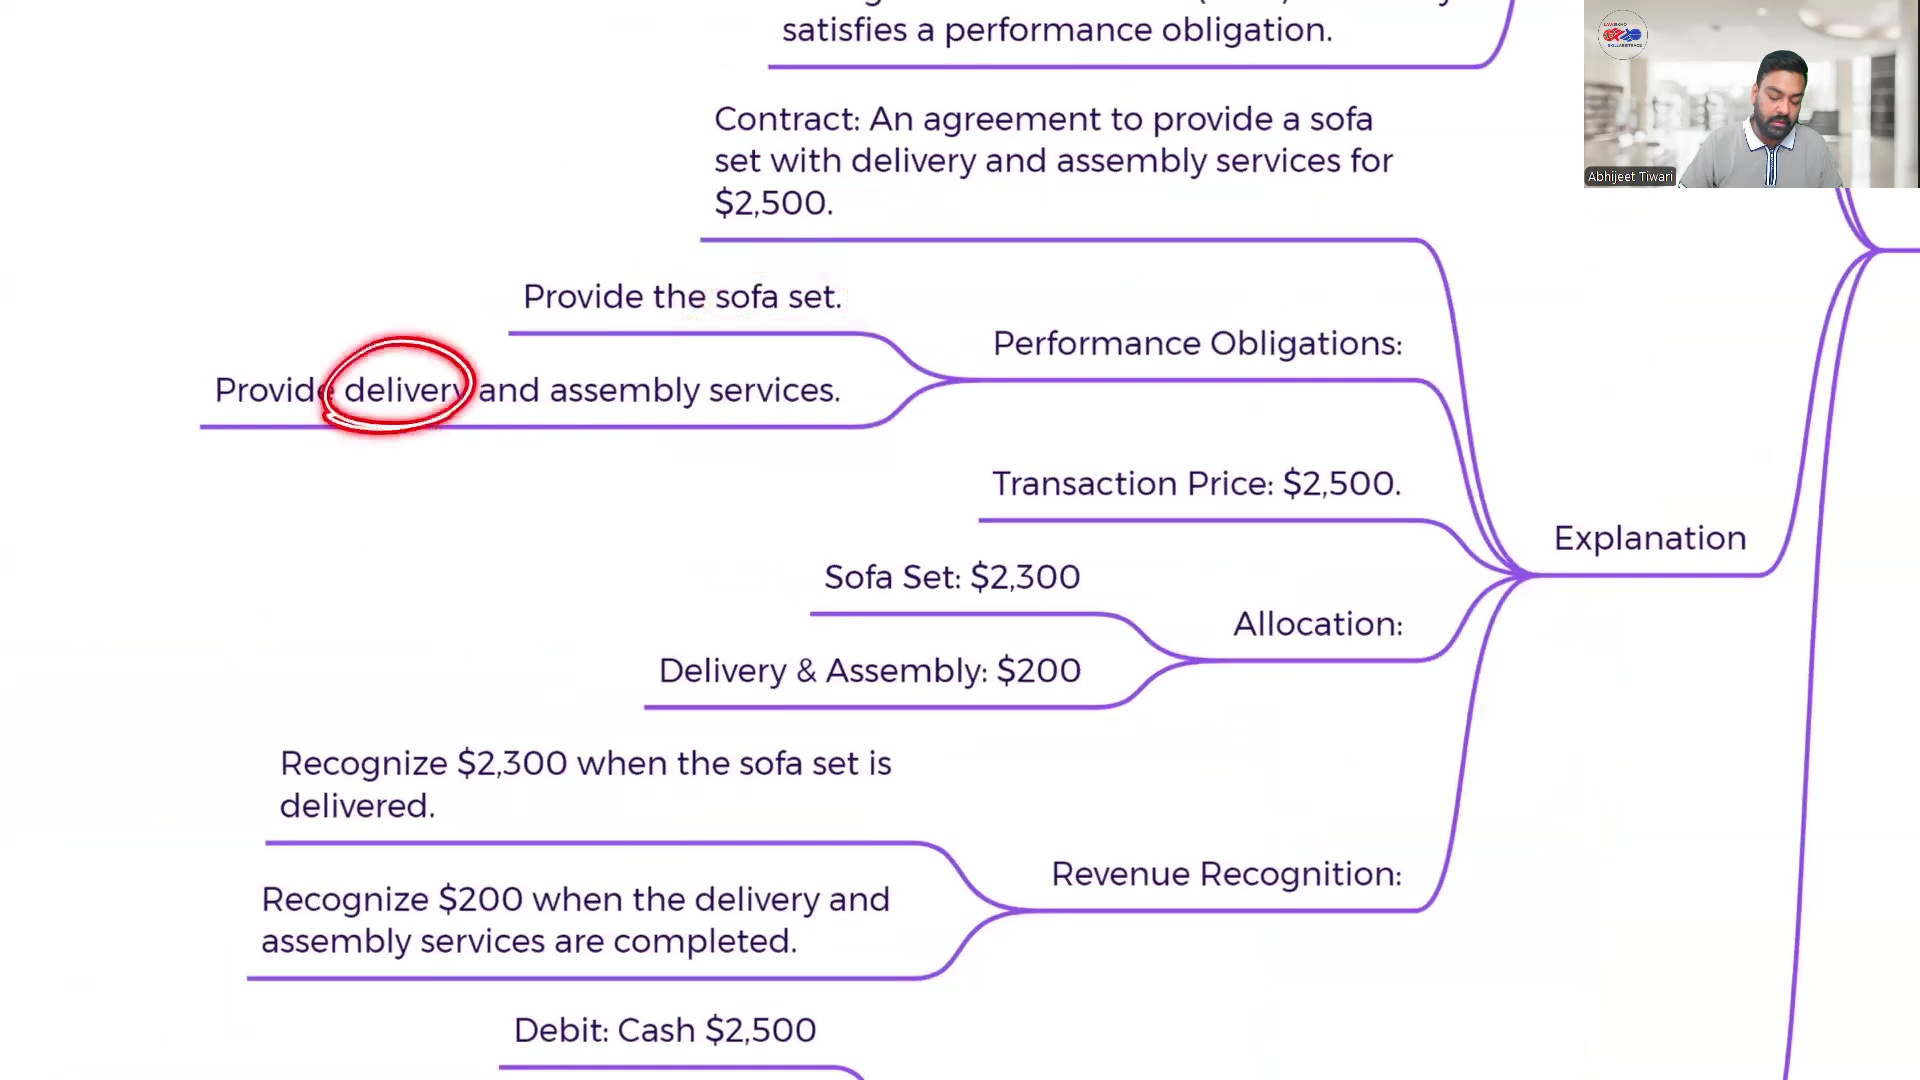 satisfies a performance obligation.
Contract: An agreement to provide a sofa
set with delivery and assembly services for
$2,500.
Provide the sofa set.
Performance Obligations:
Provide delivery and assembly services.
Transaction Price: $2,500.
Explanation
Sofa Set: $2,300
Allocation:
Delivery & Assembly: $200
Recognize $2,300 when the sofa set is
delivered.
Revenue Recognition:
Recognize $200 when the delivery and
assembly services are completed.
Debit: Cash $2,500
Abhijeet Tiwari